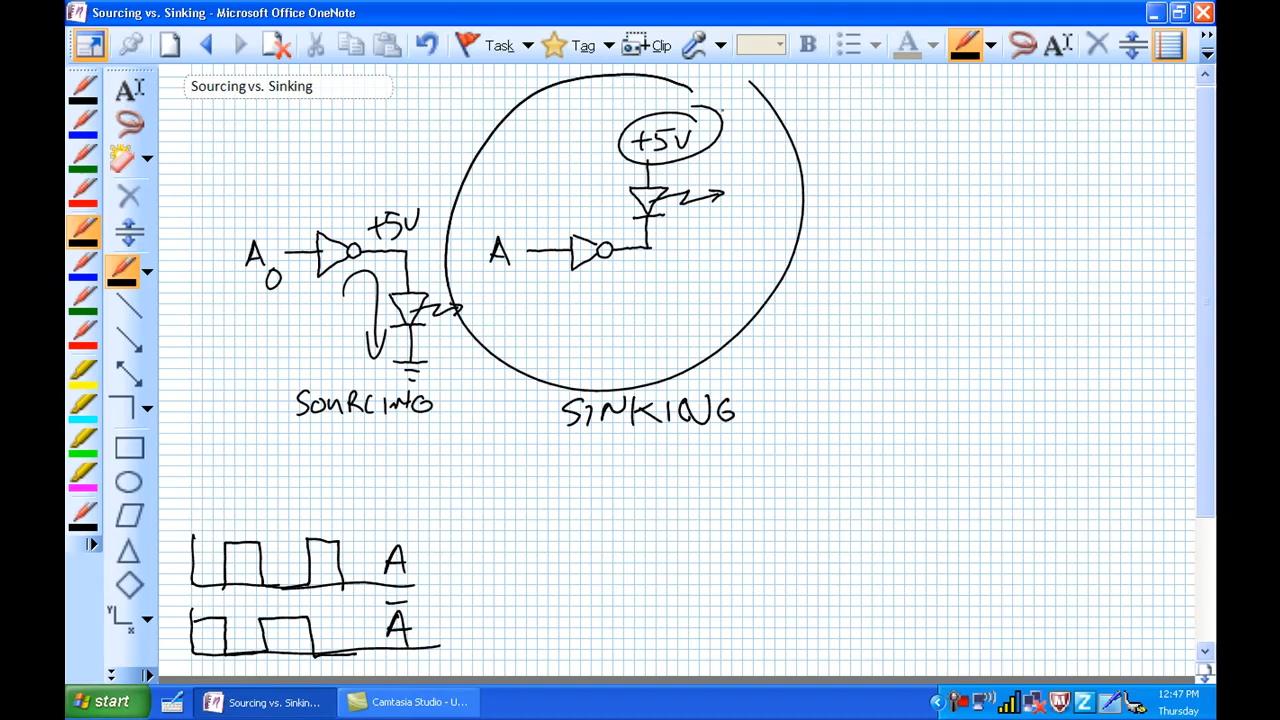 Sourcing vs. Sinking - Microsoft Office OneNote
Task Tag Clip B A A
A
Sourcing vs. Sinking
+5V
+5V
A
A
0
SOURCING
SINKING
A
A̅
start
Sourcing vs. Sinkin...
Camtasia Studio - U...
12:47 PM
Thursday